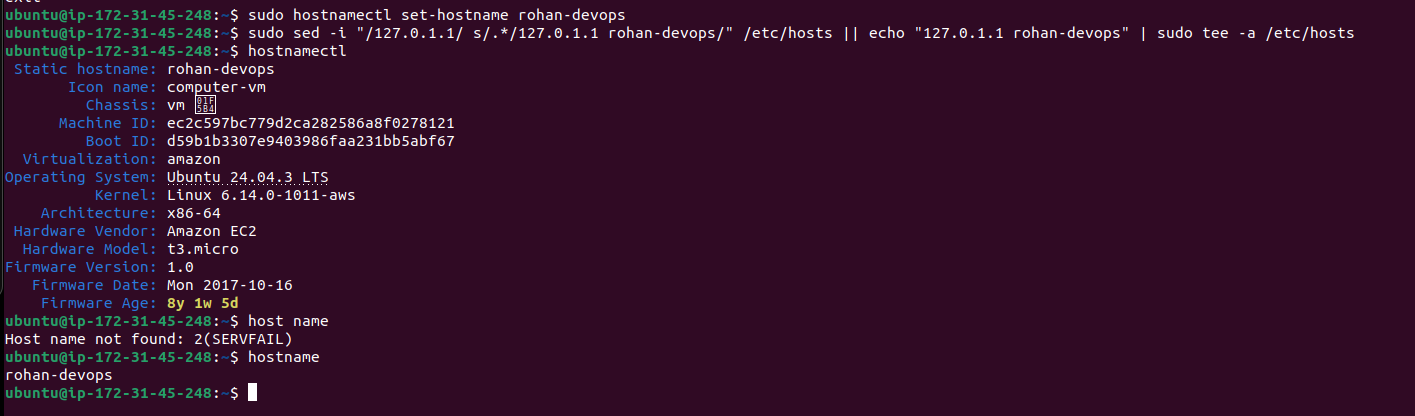 ubuntu@ip-172-31-45-248:~$ sudo hostnamectl set-hostname rohan-devops
ubuntu@ip-172-31-45-248:~$ sudo sed -i "/127.0.1.1/ s/.*/127.0.1.1 rohan-devops/" /etc/hosts || echo "127.0.1.1 rohan-devops" | sudo tee -a /etc/hosts
ubuntu@ip-172-31-45-248:~$ hostnamectl
Static hostname: rohan-devops
Icon name: computer-vm
Chassis: vm
Machine ID: ec2c597bc779d2ca282586a8f0278121
Boot ID: d59b1b3307e9403986faa231bb5abf67
Virtualization: amazon
Operating System: Ubuntu 24.04.3 LTS
Kernel: Linux 6.14.0-1011-aws
Architecture: x86-64
Hardware Vendor: Amazon EC2
Hardware Model: t3.micro
Firmware Version: 1.0
Firmware Date: Mon 2017-10-16
Firmware Age: 8y 1w 5d
ubuntu@ip-172-31-45-248:~$ host name
Host name not found: 2(SERVFAIL)
ubuntu@ip-172-31-45-248:~$ hostname
rohan-devops
ubuntu@ip-172-31-45-248:~$